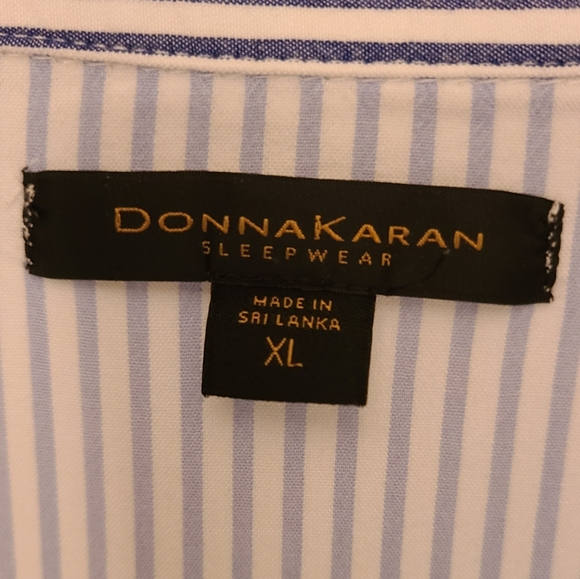 DONNAKARAN
SLEEPWEAR
MADE IN
SRI LANKA
XL